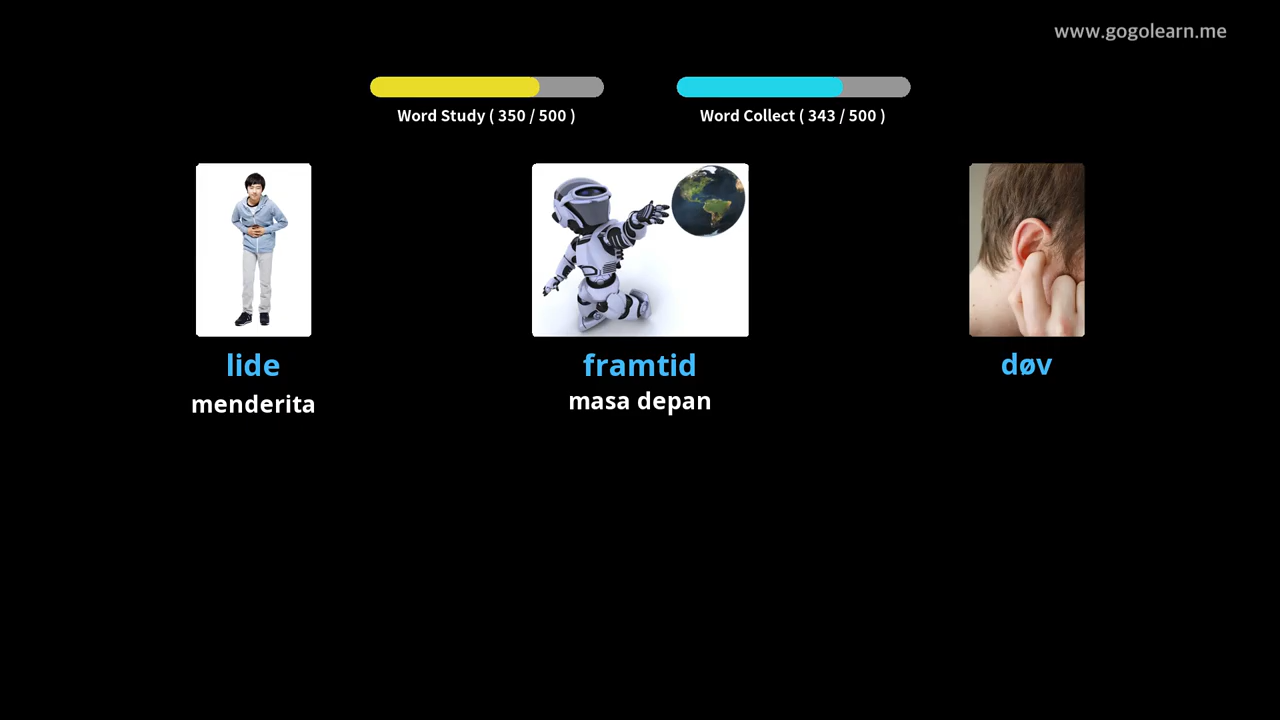 www.gogolearn.me
Word Study ( 350 / 500 )
Word Collect ( 343 / 500 )
lide
menderita
framtid
masa depan
døv